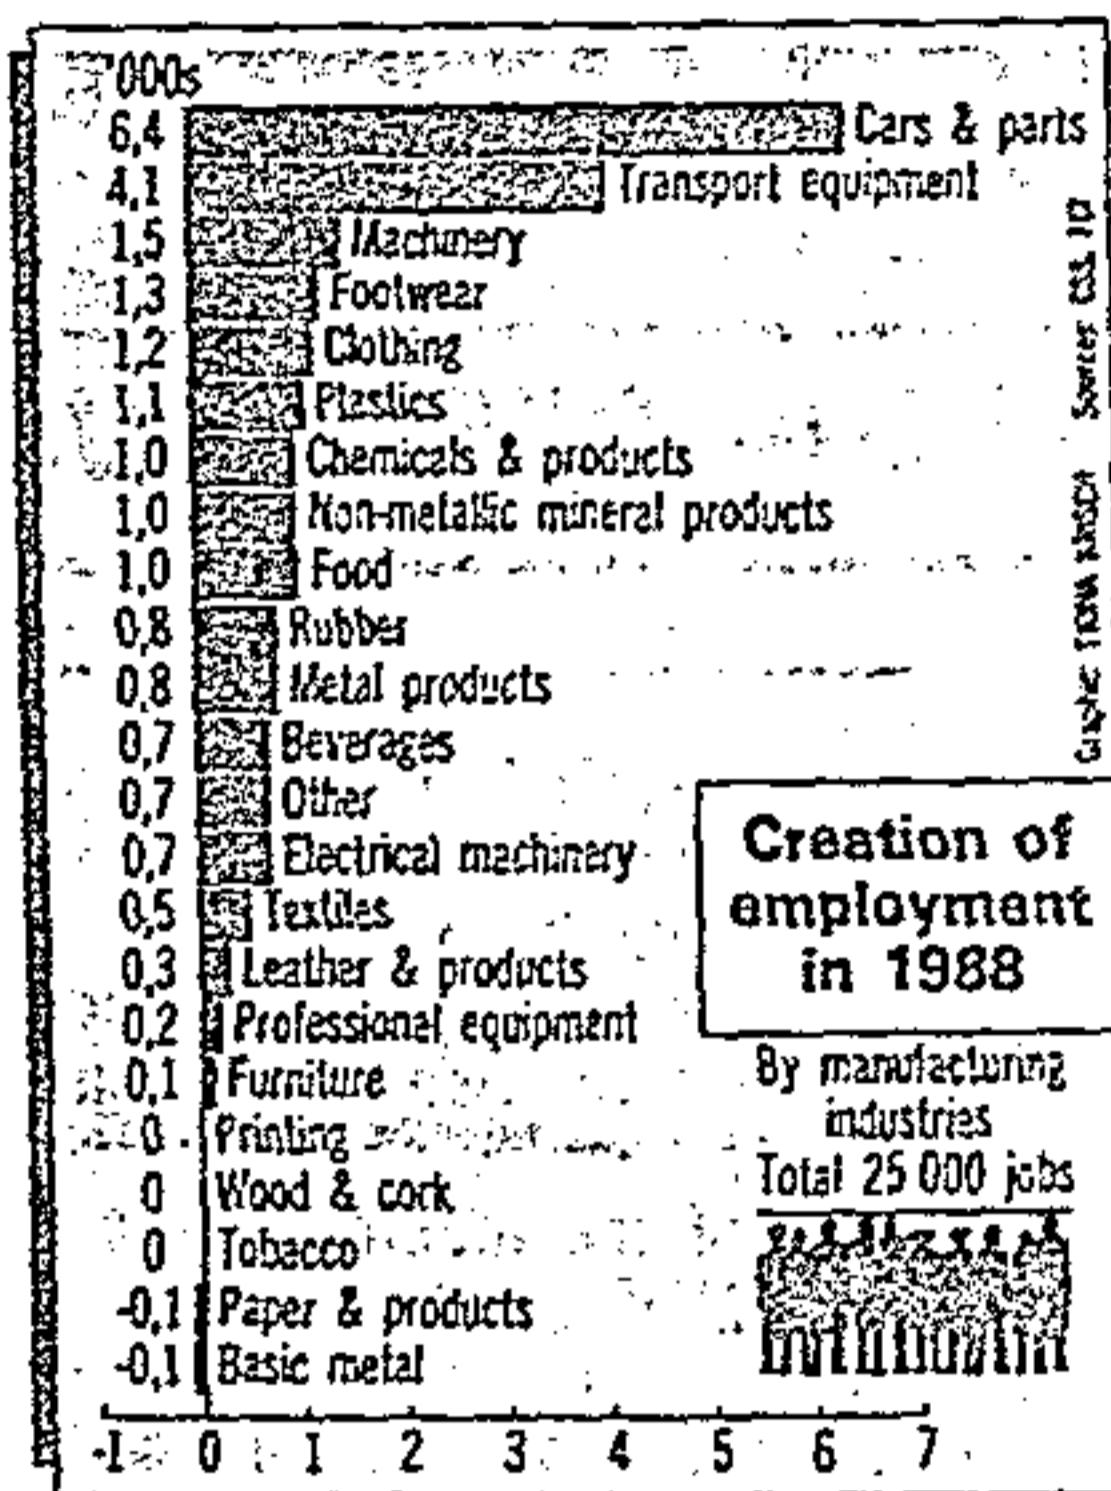 '000s
6,4 Cars & parts
4,1 Transport equipment
1,5 Machinery
1,3 Footwear
1,2 Clothing
1,1 Plastics
1,0 Chemicals & products
1,0 Non-metallic mineral products
1,0 Food
0,8 Rubber
0,8 Metal products
0,7 Beverages
0,7 Other
0,7 Electrical machinery
0,5 Textiles
0,3 Leather & products
0,2 Professional equipment
0,1 Furniture
0 Printing
0 Wood & cork
0 Tobacco
-0,1 Paper & products
-0,1 Basic metal
-1 0 1 2 3 4 5 6 7
Creation of
employment
in 1988
By manufacturing
industries
Total 25 000 jobs
Graphic: FIONA KRISCH Source: CSS,